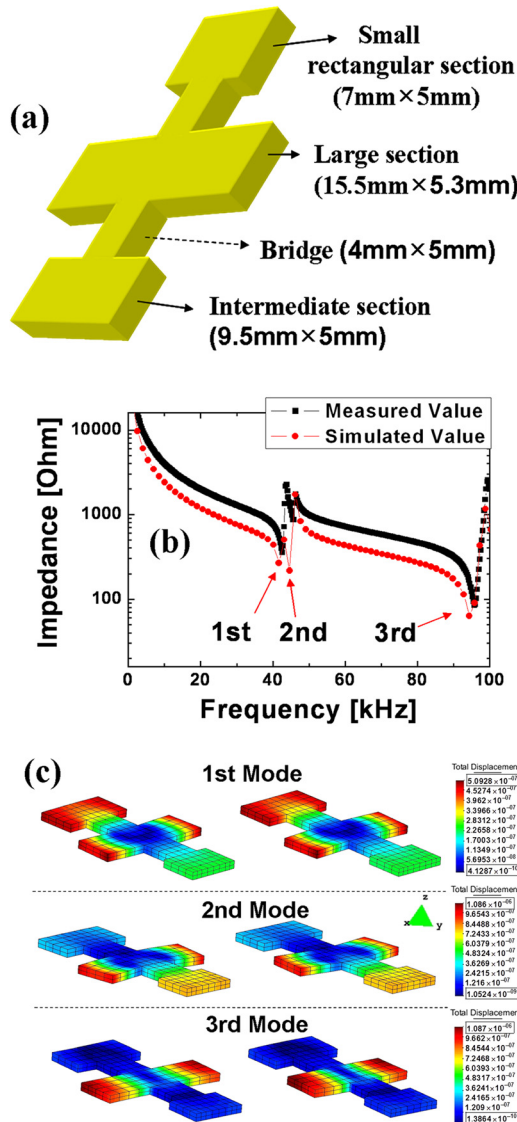 Small
rectangular section
(7mm×5mm)
(a)
Large section
(15.5mm×5.3mm)
Bridge (4mm×5mm)
Intermediate section
(9.5mm×5mm)
Measured Value
Simulated Value
10000
1000
100
Impedance [Ohm]
(b)
1st
2nd
3rd
0
20
40
60
80
100
Frequency [kHz]
(c)
1st Mode
Total Displacement
5.0928×10⁻⁰⁷
4.5274×10⁻⁰⁷
3.962×10⁻⁰⁷
3.3966×10⁻⁰⁷
2.8312×10⁻⁰⁷
2.2658×10⁻⁰⁷
1.7003×10⁻⁰⁷
1.1349×10⁻⁰⁷
5.6953×10⁻⁰⁸
4.1287×10⁻¹⁰
2nd Mode
z
x
y
Total Displacement
1.086×10⁻⁰⁶
9.6543×10⁻⁰⁷
8.4488×10⁻⁰⁷
7.2433×10⁻⁰⁷
6.0379×10⁻⁰⁷
4.8324×10⁻⁰⁷
3.6269×10⁻⁰⁷
2.4215×10⁻⁰⁷
1.216×10⁻⁰⁷
1.0524×10⁻⁰⁹
3rd Mode
Total Displacement
1.087×10⁻⁰⁶
9.662×10⁻⁰⁷
8.4544×10⁻⁰⁷
7.2468×10⁻⁰⁷
6.0393×10⁻⁰⁷
4.8317×10⁻⁰⁷
3.6241×10⁻⁰⁷
2.4165×10⁻⁰⁷
1.209×10⁻⁰⁷
1.3864×10⁻¹⁰